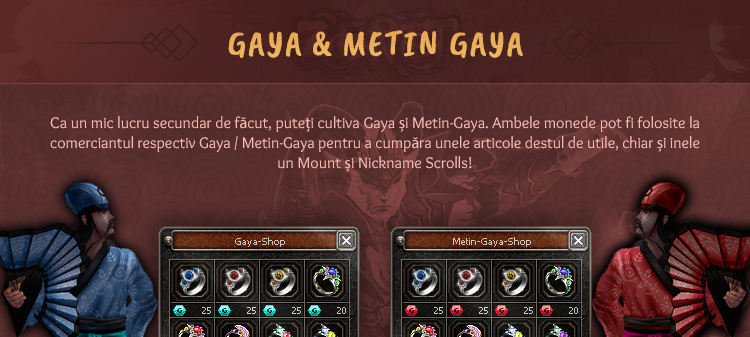 GAYA & METIN GAYA
Ca un mic lucru secundar de făcut, puteți cultiva Gaya și Metin-Gaya. Ambele monede pot fi folosite la
comerciantul respectiv Gaya / Metin-Gaya pentru a cumpăra unele articole destul de utile, chiar și inele
un Mount și Nickname Scrolls!
Gaya-Shop
Metin-Gaya-Shop
G 25 G 25 G 25 G 20
G 25 G 25 G 25 G 20